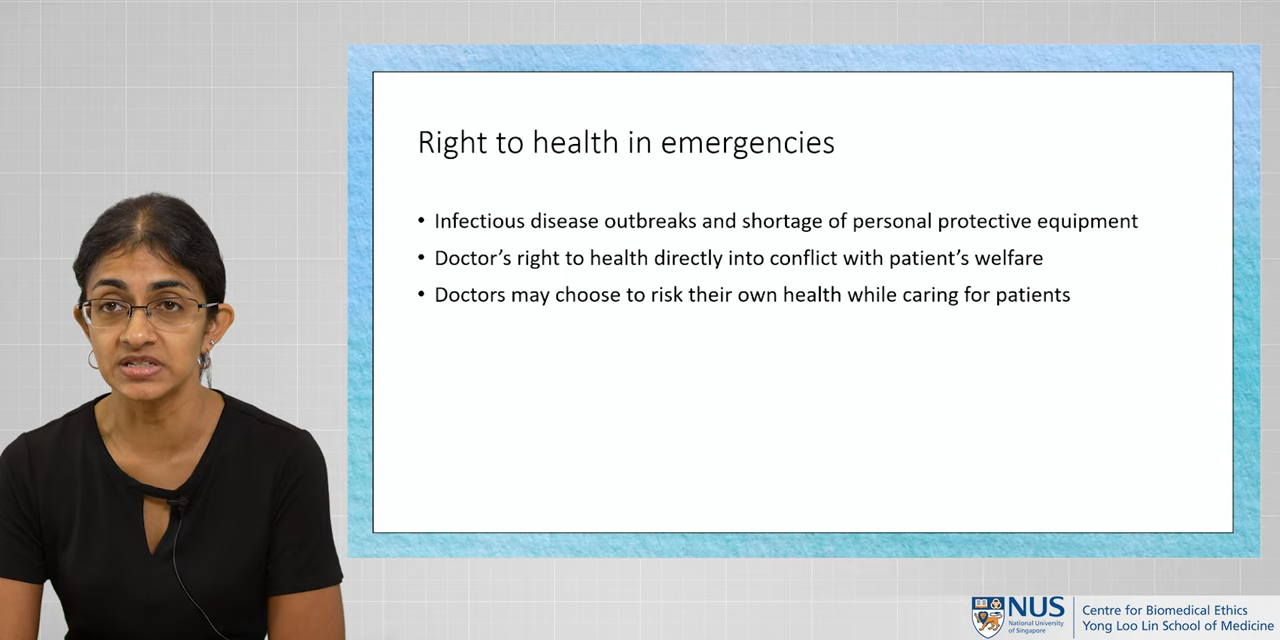 Right to health in emergencies
• Infectious disease outbreaks and shortage of personal protective equipment
• Doctor's right to health directly into conflict with patient's welfare
• Doctors may choose to risk their own health while caring for patients
NUS
National University
of Singapore
Centre for Biomedical Ethics
Yong Loo Lin School of Medicine